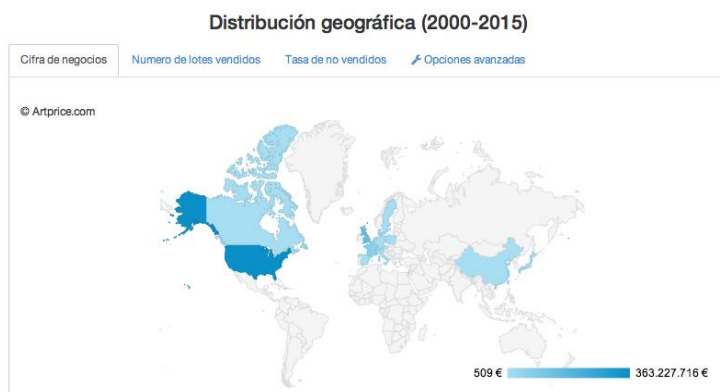 Distribución geográfica (2000-2015)
Cifra de negocios Numero de lotes vendidos Tasa de no vendidos Opciones avanzadas
© Artprice.com
509 € 363.227.716 €